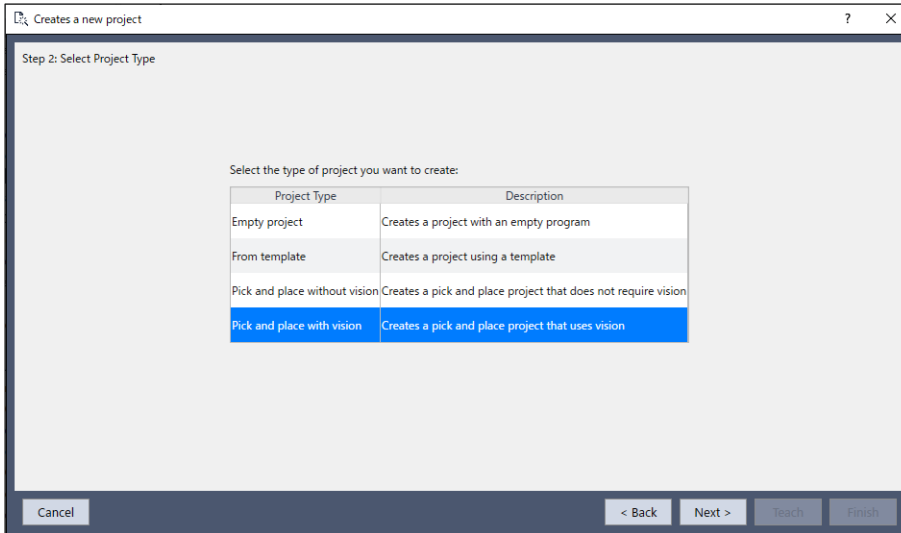 Creates a new project
?
Step 2: Select Project Type
Select the type of project you want to create:
Project Type Description
Empty project Creates a project with an empty program
From template Creates a project using a template
Pick and place without vision Creates a pick and place project that does not require vision
Pick and place with vision Creates a pick and place project that uses vision
Cancel < Back Next > Teach Finish